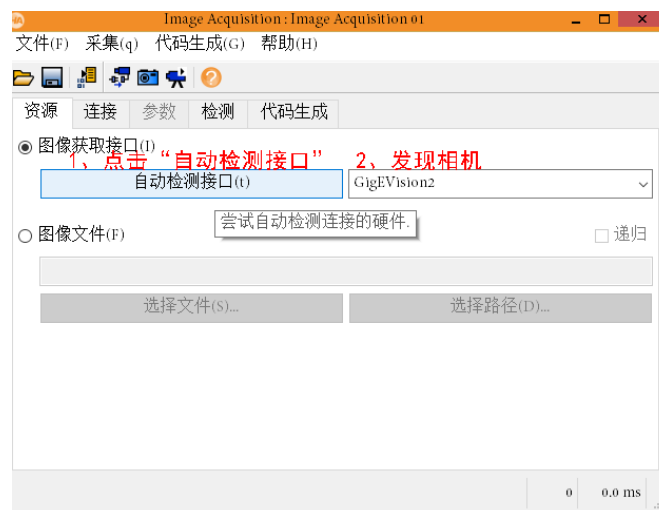 Image Acquisition : Image Acquisition 01
文件(F) 采集(q) 代码生成(G) 帮助(H)
资源 连接 参数 检测 代码生成
图像获取接口(I)
1、点击“自动检测接口” 2、发现相机
自动检测接口(t) GigEVision2
尝试自动检测连接的硬件.
图像文件(F) 递归
选择文件(S)... 选择路径(D)...
0 0.0 ms